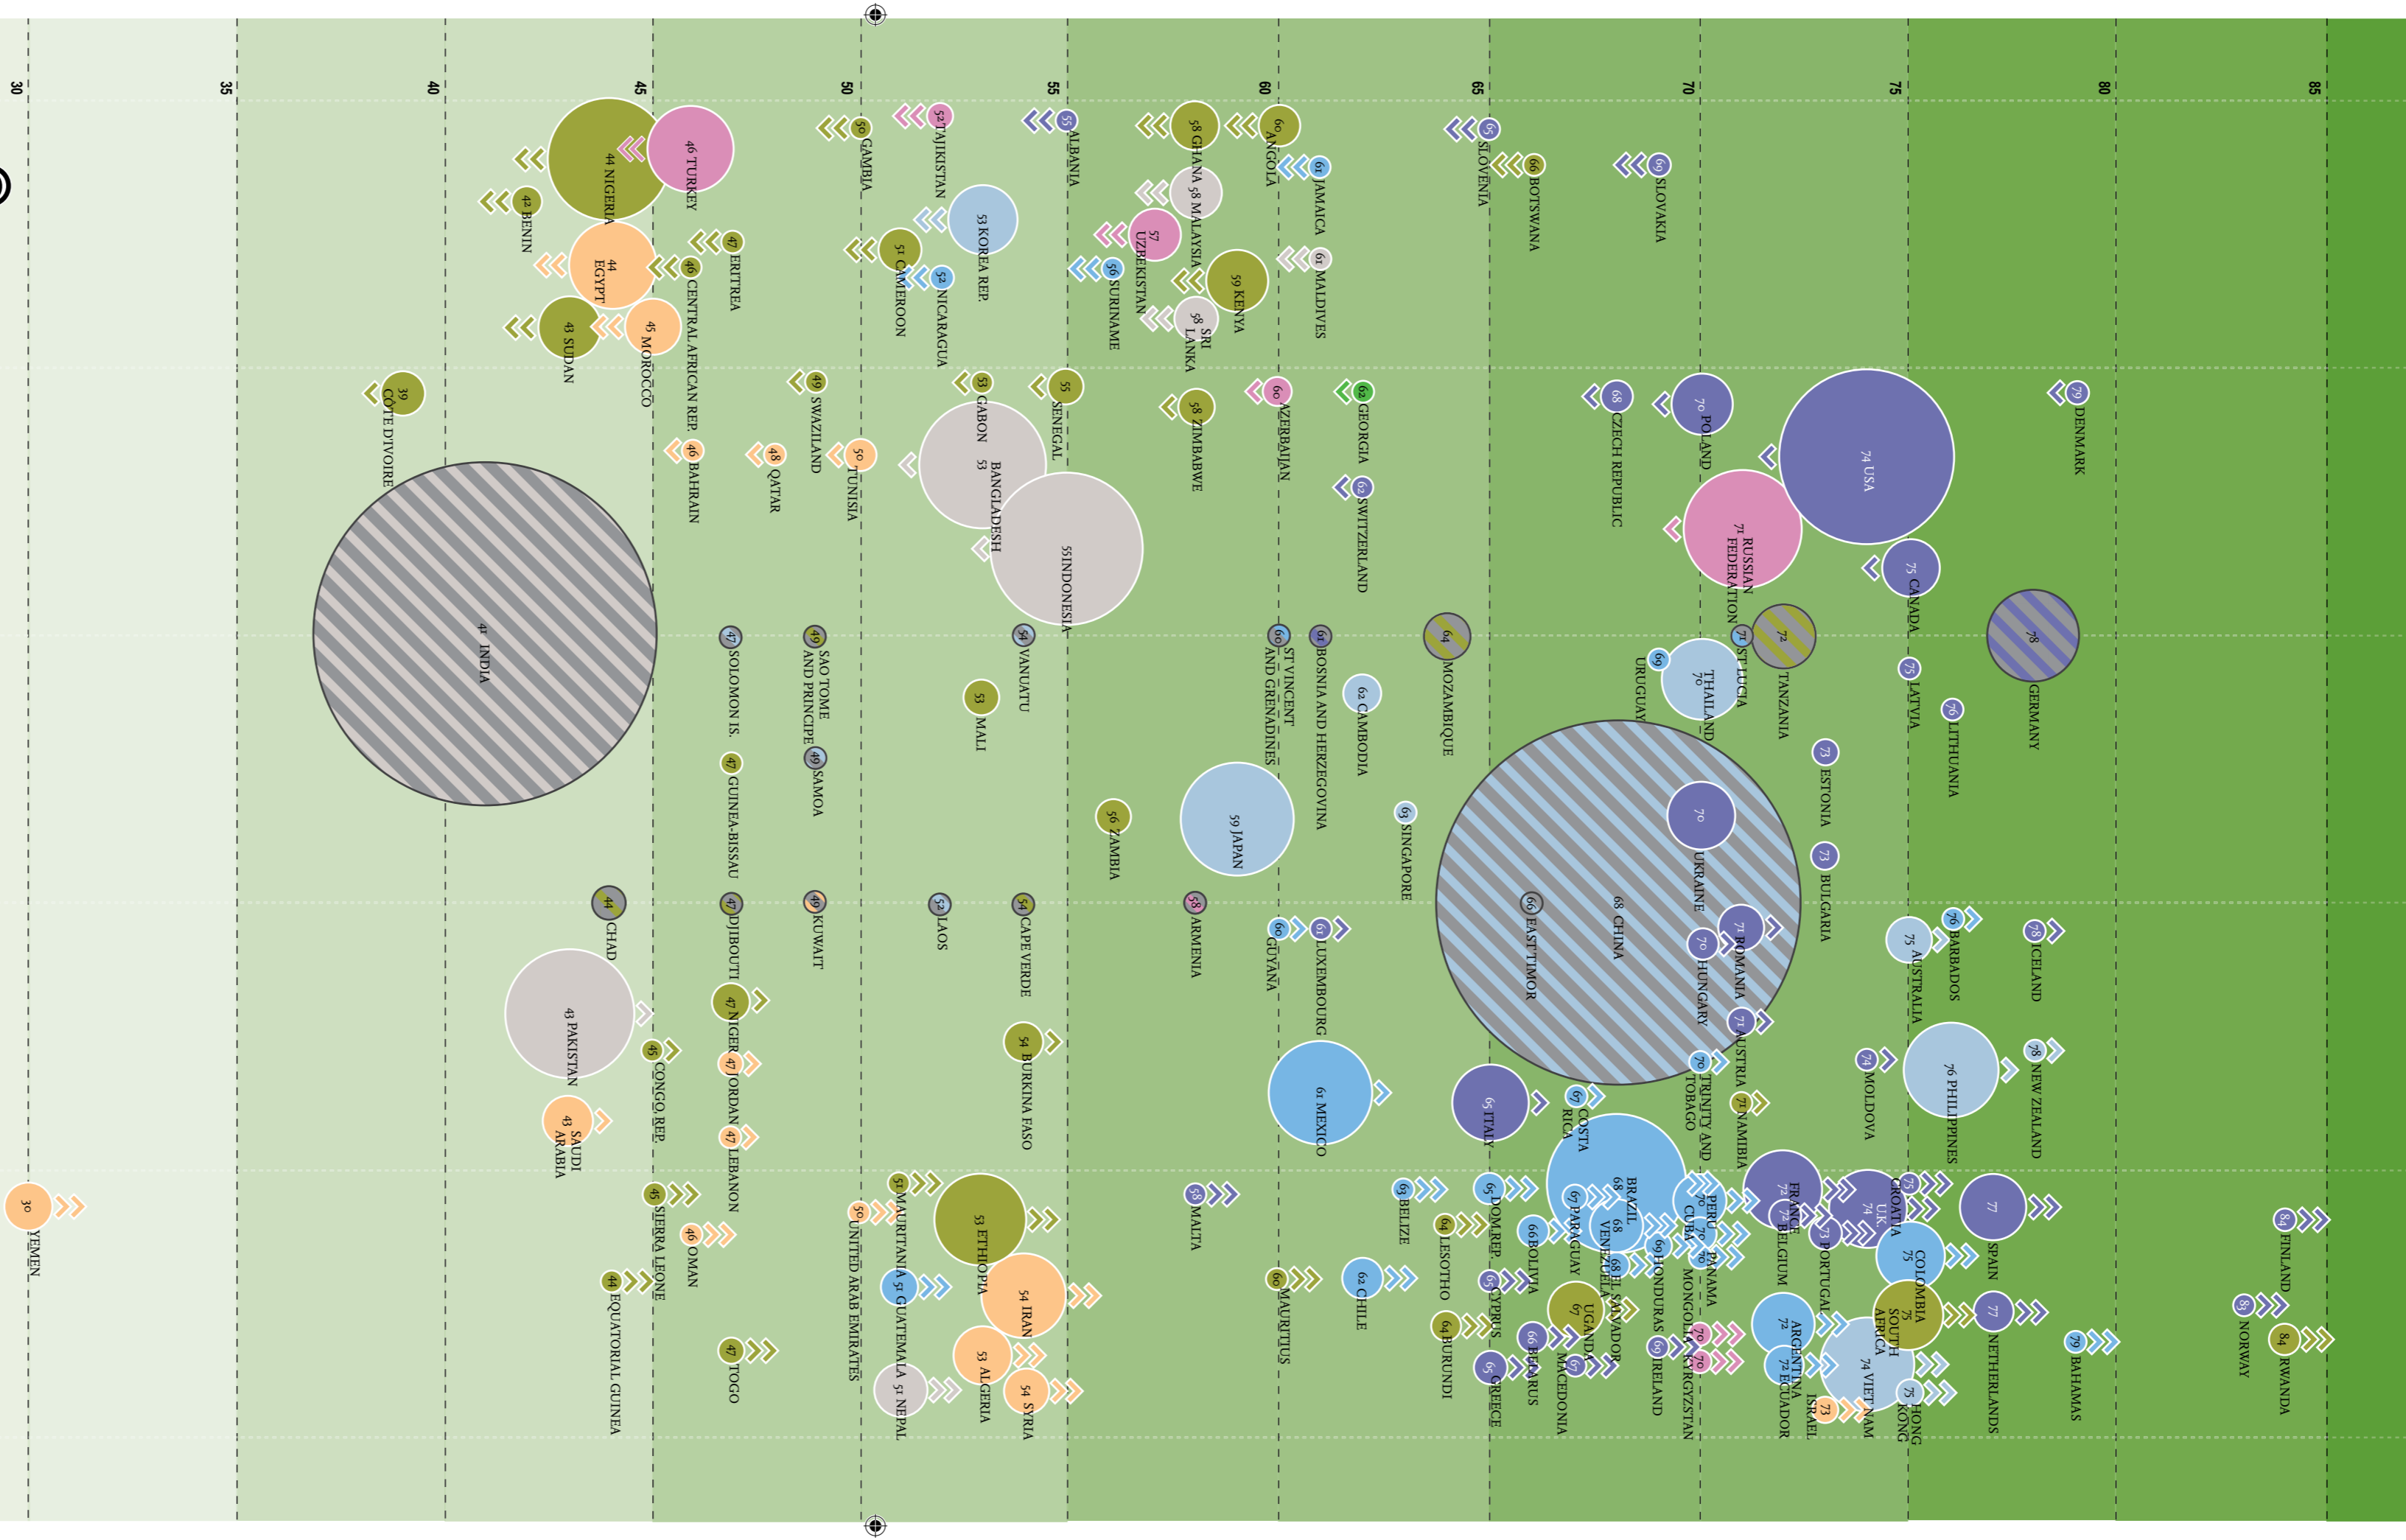 85
80
75
70
65
60
55
50
45
40
35
30
84 FINLAND
84 RWANDA
83 NORWAY
79 DENMARK
79 BAHAMAS
78
GERMANY
78 ICELAND
78 NEW ZEALAND
77
SPAIN
77
NETHERLANDS
76 LITHUANIA
76 BARBADOS
76 PHILIPPINES
75 CANADA
75 LATVIA
75 AUSTRALIA
75
CROATIA
COLOMBIA
75
75
SOUTH
AFRICA
75
HONG
KONG
74 USA
74 MOLDOVA
U.K.
74
74 VIET NAM
73 ESTONIA
73 BULGARIA
73 PORTUGAL
73
ISRAEL
72
TANZANIA
FRANCE
72
72 BELGIUM
ARGENTINA
72
72 ECUADOR
71 RUSSIAN
FEDERATION
71 ST LUCIA
71 ROMANIA
71 AUSTRIA
71 NAMIBIA
70 POLAND
THAILAND
70
70
UKRAINE
70 HUNGARY
70 TRINITY AND
TOBAGO
PERU
70
CUBA
70
70
PANAMA
MONGOLIA
70
70
KYRGYZSTAN
69 SLOVAKIA
69
URUGUAY
69 HONDURAS
69 IRELAND
68 CZECH REPUBLIC
68 CHINA
BRAZIL
68
68
VENEZUELA
68 EL SALVADOR
67 COSTA
RICA
67 PARAGUAY
UGANDA
67
67
MACEDONIA
66 BOTSWANA
66 EAST TIMOR
66 BOLIVIA
66 BELARUS
65
SLOVENIA
65 ITALY
65 DOM.REP.
65 CYPRUS
65 GREECE
64
MOZAMBIQUE
64 LESOTHO
64 BURUNDI
63 SINGAPORE
63 BELIZE
62 GEORGIA
62 SWITZERLAND
62 CAMBODIA
62 CHILE
61 JAMAICA
61 MALDIVES
61 BOSNIA AND HERZEGOVINA
61 LUXEMBOURG
61 MEXICO
60
ANGOLA
60 AZERBAIJAN
60 ST VINCENT
AND GRENADINES
60
GUYANA
60 MAURITIUS
59 KENYA
59 JAPAN
58 GHANA
58 MALAYSIA
58 SRI
LANKA
58 ZIMBABWE
58 ARMENIA
58 MALTA
57
UZBEKISTAN
56 SURINAME
56 ZAMBIA
55 ALBANIA
55
SENEGAL
55 INDONESIA
54 VANUATU
54 CAPE VERDE
54 BURKINA FASO
54 IRAN
54 SYRIA
53 KOREA REP.
53 GABON
BANGLADESH
53
53 MALI
53 ETHIOPIA
53 ALGERIA
52 TAJIKISTAN
52 NICARAGUA
52 LAOS
51 CAMEROON
51 MAURITANIA
51 GUATEMALA
51 NEPAL
50 GAMBIA
50 TUNISIA
50 UNITED ARAB EMIRATES
49 SWAZILAND
49 SAO TOME
AND PRINCIPE
49 SAMOA
49 KUWAIT
48 QATAR
47 ERITREA
47 SOLOMON IS.
47 GUINEA-BISSAU
47 DJIBOUTI
47 NIGER
47 JORDAN
47 LEBANON
47 TOGO
46 TURKEY
46 CENTRAL AFRICAN REP.
46 BAHRAIN
46 OMAN
45 MOROCCO
45 CONGO, REP.
45 SIERRA LEONE
44 NIGERIA
44
EGYPT
44
CHAD
44 EQUATORIAL GUINEA
43 SUDAN
43 PAKISTAN
43 SAUDI
ARABIA
42 BENIN
41 INDIA
39
CÔTE D'IVOIRE
30 YEMEN